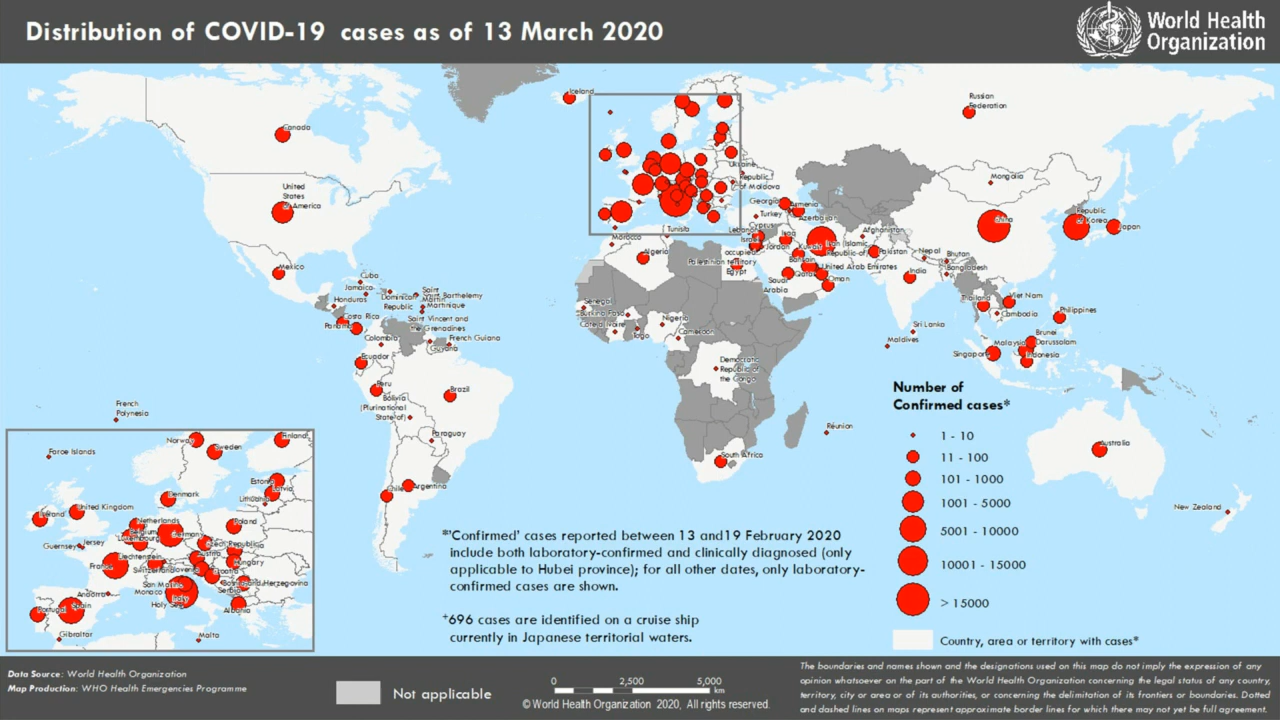 Distribution of COVID-19 cases as of 13 March 2020
World Health
Organization
Iceland
Russian
Federation
Canada
Ukraine
Mongolia
Republic
of Moldova
United
States
of America
Georgia
Armenia
Turkey
Azerbaijan
China
Republic
of Korea
Japan
Cyprus
Lebanon
Israel
Iraq
Afghanistan
Tunisia
Morocco
Algeria
Jordan
Kuwait
Iran (Islamic
Republic of)
Pakistan
Nepal
Bhutan
occupied
Palestinian territory
Egypt
Bahrain
Qatar
United Arab Emirates
Bangladesh
India
Mexico
Cuba
Saudi
Arabia
Oman
Jamaica
Honduras
Dominican
Republic
Saint
Martin
Saint Barthelemy
Martinique
Thailand
Viet Nam
Cambodia
Philippines
Costa Rica
Panama
Saint Vincent and
the Grenadines
Senegal
Burkina Faso
Cote d Ivoire
Togo
Nigeria
Cameroon
Sri Lanka
Maldives
Colombia
French Guiana
Guyana
Brunei
Darussalam
Malaysia
Singapore
Indonesia
Ecuador
Democratic
Republic of
the Congo
Peru
Brazil
Bolivia
(Plurinational
State of)
French
Polynesia
Paraguay
Réunion
Chile
Argentina
South Africa
Australia
New Zealand
Number of
Confirmed cases*
1 - 10
11 - 100
101 - 1000
1001 - 5000
5001 - 10000
10001 - 15000
> 15000
Country, area or territory with cases*
Norway
Sweden
Finland
Faroe Islands
Estonia
Latvia
Lithuania
Denmark
Ireland
United Kingdom
Netherlands
Belgium
Luxembourg
Germany
Poland
Guernsey
Jersey
Czech Republic
Liechtenstein
Austria
France
Switzerland
Slovenia
Hungary
Croatia
San Marino
Monaco
Bosnia and Herzegovina
Serbia
Andorra
Italy
Holy See
Portugal
Spain
Albania
Gibraltar
Malta
*'Confirmed' cases reported between 13 and19 February 2020
include both laboratory-confirmed and clinically diagnosed (only
applicable to Hubei province); for all other dates, only laboratory-
confirmed cases are shown.
+696 cases are identified on a cruise ship
currently in Japanese territorial waters.
Data Source: World Health Organization
Map Production: WHO Health Emergencies Programme
Not applicable
0 2,500 5,000
km
© World Health Organization 2020, All rights reserved.
The boundaries and names shown and the designations used on this map do not imply the expression of any
opinion whatsoever on the part of the World Health Organization concerning the legal status of any country,
territory, city or area or of its authorities, or concerning the delimitation of its frontiers or boundaries. Dotted
and dashed lines on maps represent approximate border lines for which there may not yet be full agreement.